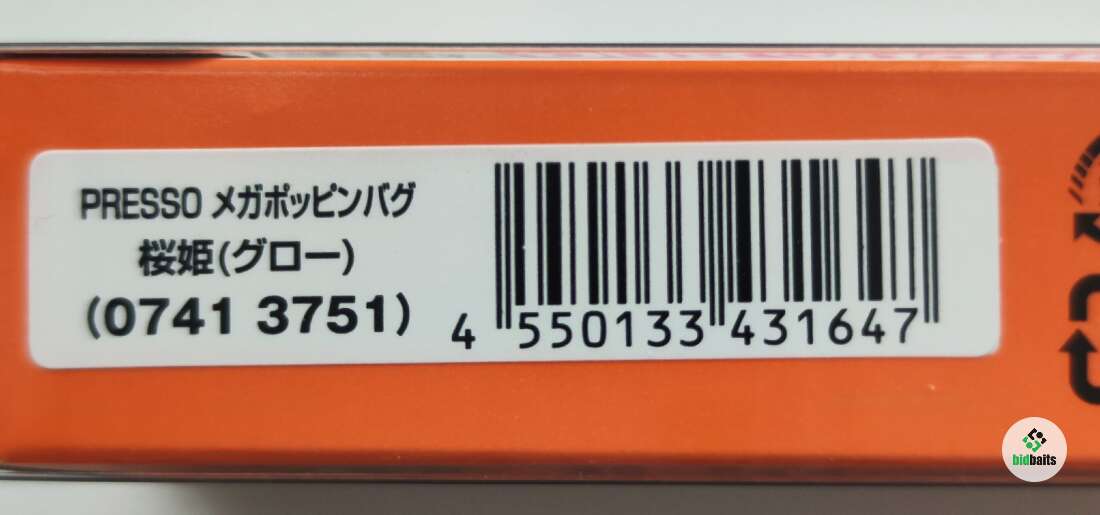 PRESSO メガポッピンバグ
桜姫(グロー)
(0741 3751)
4 550133 431647
bidbaits